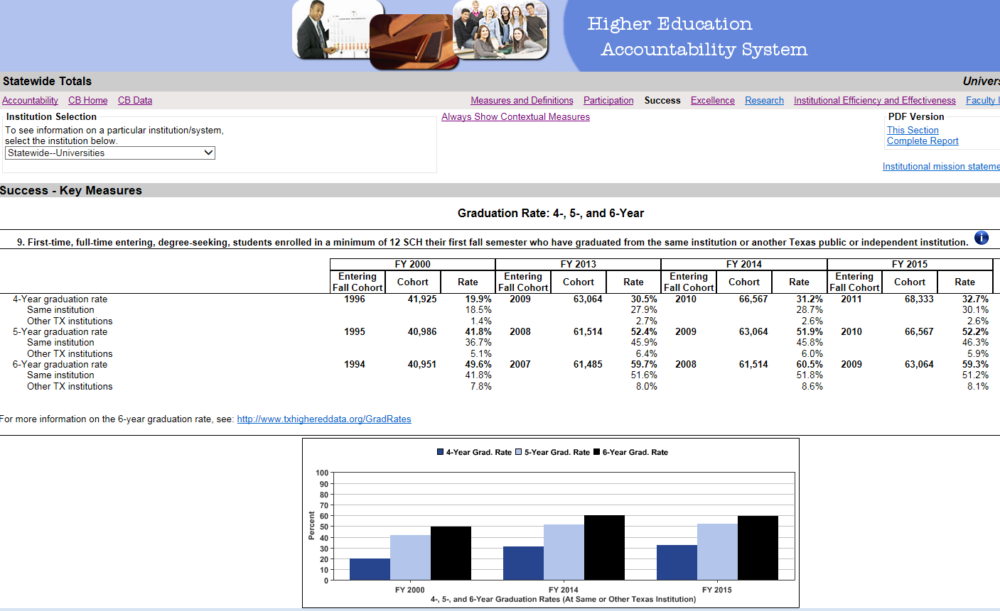 Higher Education
Accountability System
Statewide Totals
Accountability CB Home CB Data
Measures and Definitions Participation Success Excellence Research Institutional Efficiency and Effectiveness Faculty
Institution Selection
To see information on a particular institution/system,
select the institution below.
Statewide--Universities
Always Show Contextual Measures
PDF Version
This Section
Complete Report
Institutional mission
Success - Key Measures
Graduation Rate: 4-, 5-, and 6-Year
9. First-time, full-time entering, degree-seeking, students enrolled in a minimum of 12 SCH their first fall semester who have graduated from the same institution or another Texas public or independent institution.
FY 2000 FY 2013 FY 2014 FY 2015
Entering Fall Cohort Cohort Rate Entering Fall Cohort Cohort Rate Entering Fall Cohort Cohort Rate Entering Fall Cohort Cohort Rate
4-Year graduation rate 1996 41,925 19.9% 2009 63,064 30.5% 2010 66,567 31.2% 2011 68,333 32.7%
Same institution 18.5% 27.9% 28.7% 30.1%
Other TX institutions 1.4% 2.7% 2.6% 2.6%
5-Year graduation rate 1995 40,986 41.8% 2008 61,514 52.4% 2009 63,064 51.9% 2010 66,567 52.2%
Same institution 36.7% 45.9% 45.8% 46.3%
Other TX institutions 5.1% 6.4% 6.0% 5.9%
6-Year graduation rate 1994 40,951 49.6% 2007 61,485 59.7% 2008 61,514 60.5% 2009 63,064 59.3%
Same institution 41.8% 51.6% 51.8% 51.2%
Other TX institutions 7.8% 8.0% 8.6% 8.1%
For more information on the 6-year graduation rate, see: http://www.txhighereddata.org/GradRates
4-Year Grad. Rate 5-Year Grad. Rate 6-Year Grad. Rate
Percent
100
90
80
70
60
50
40
30
20
10
0
FY 2000 FY 2014 FY 2015
4-, 5-, and 6-Year Graduation Rates (At Same or Other Texas Institution)